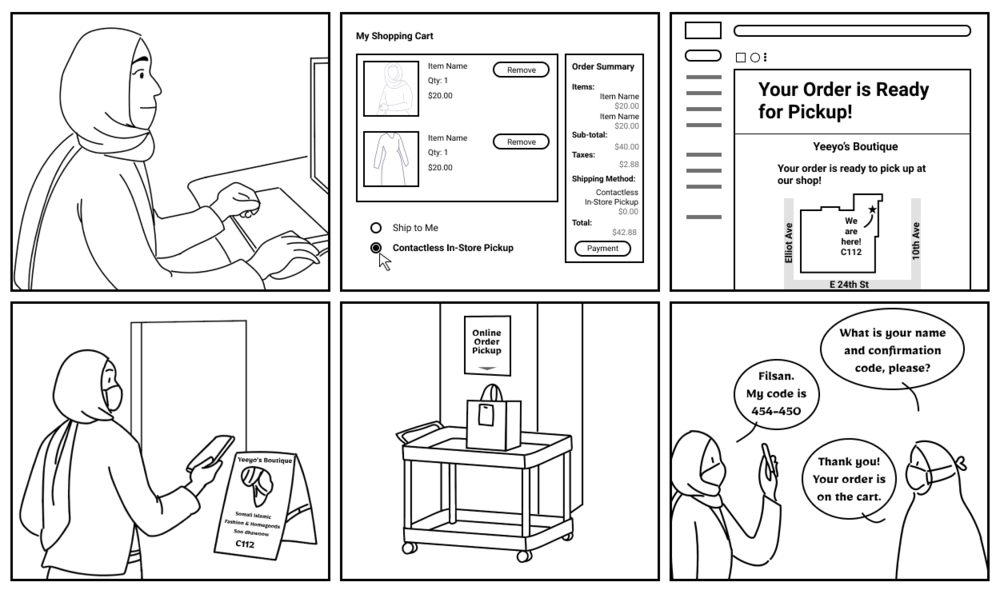 My Shopping Cart
Item Name
Qty: 1
$20.00
Remove
Item Name
Qty: 1
$20.00
Remove
Ship to Me
Contactless In-Store Pickup
Order Summary
Items:
Item Name
$20.00
Item Name
$20.00
Sub-total:
$40.00
Taxes:
$2.88
Shipping Method:
Contactless
In-Store Pickup
$0.00
Total:
$42.88
Payment
Your Order is Ready
for Pickup!
Yeeyo's Boutique
Your order is ready to pick up at
our shop!
Elliot Ave
We
are
here!
C112
10th Ave
E 24th St
Yeeyo's Boutique
Somali Islamic
Fashion & Homegoods
Soo dhawoow
C112
Online
Order
Pickup
What is your name
and confirmation
code, please?
Filsan.
My code is
454-450
Thank you!
Your order is
on the cart.